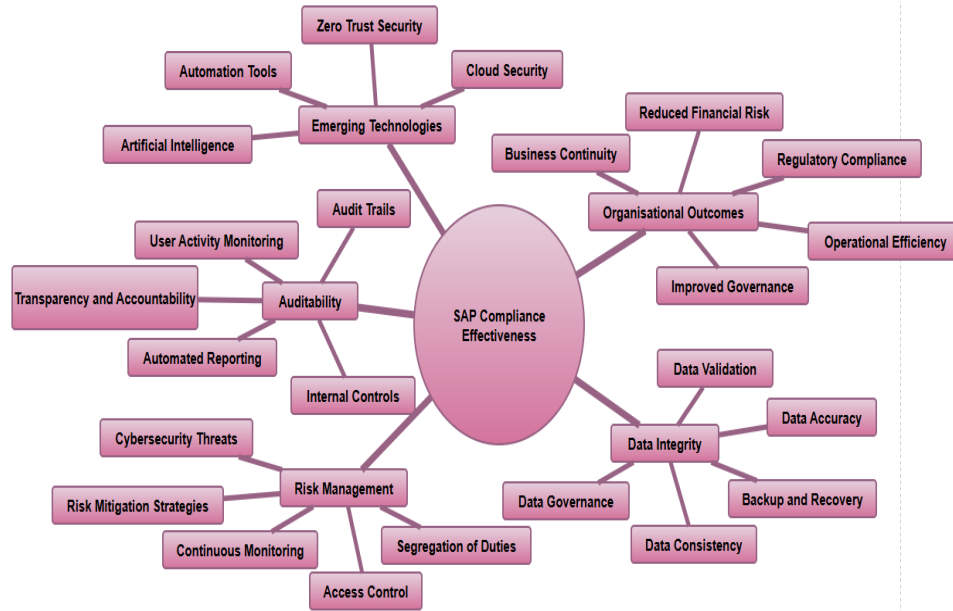 Zero Trust Security
Automation Tools
Cloud Security
Emerging Technologies
Artificial Intelligence
Reduced Financial Risk
Business Continuity
Regulatory Compliance
Organisational Outcomes
Operational Efficiency
Improved Governance
Audit Trails
User Activity Monitoring
Transparency and Accountability
Auditability
Automated Reporting
Internal Controls
SAP Compliance
Effectiveness
Data Validation
Data Accuracy
Data Integrity
Data Governance
Backup and Recovery
Data Consistency
Cybersecurity Threats
Risk Management
Risk Mitigation Strategies
Continuous Monitoring
Segregation of Duties
Access Control